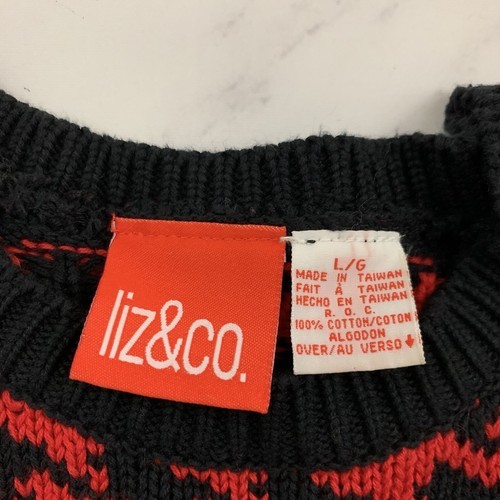 liz&co.
L/G
MADE IN TAIWAN
FAIT À TAIWAN
HECHO EN TAIWAN
R. O. C.
100% COTTON/COTON
ALGODON
OVER/AU VERSO